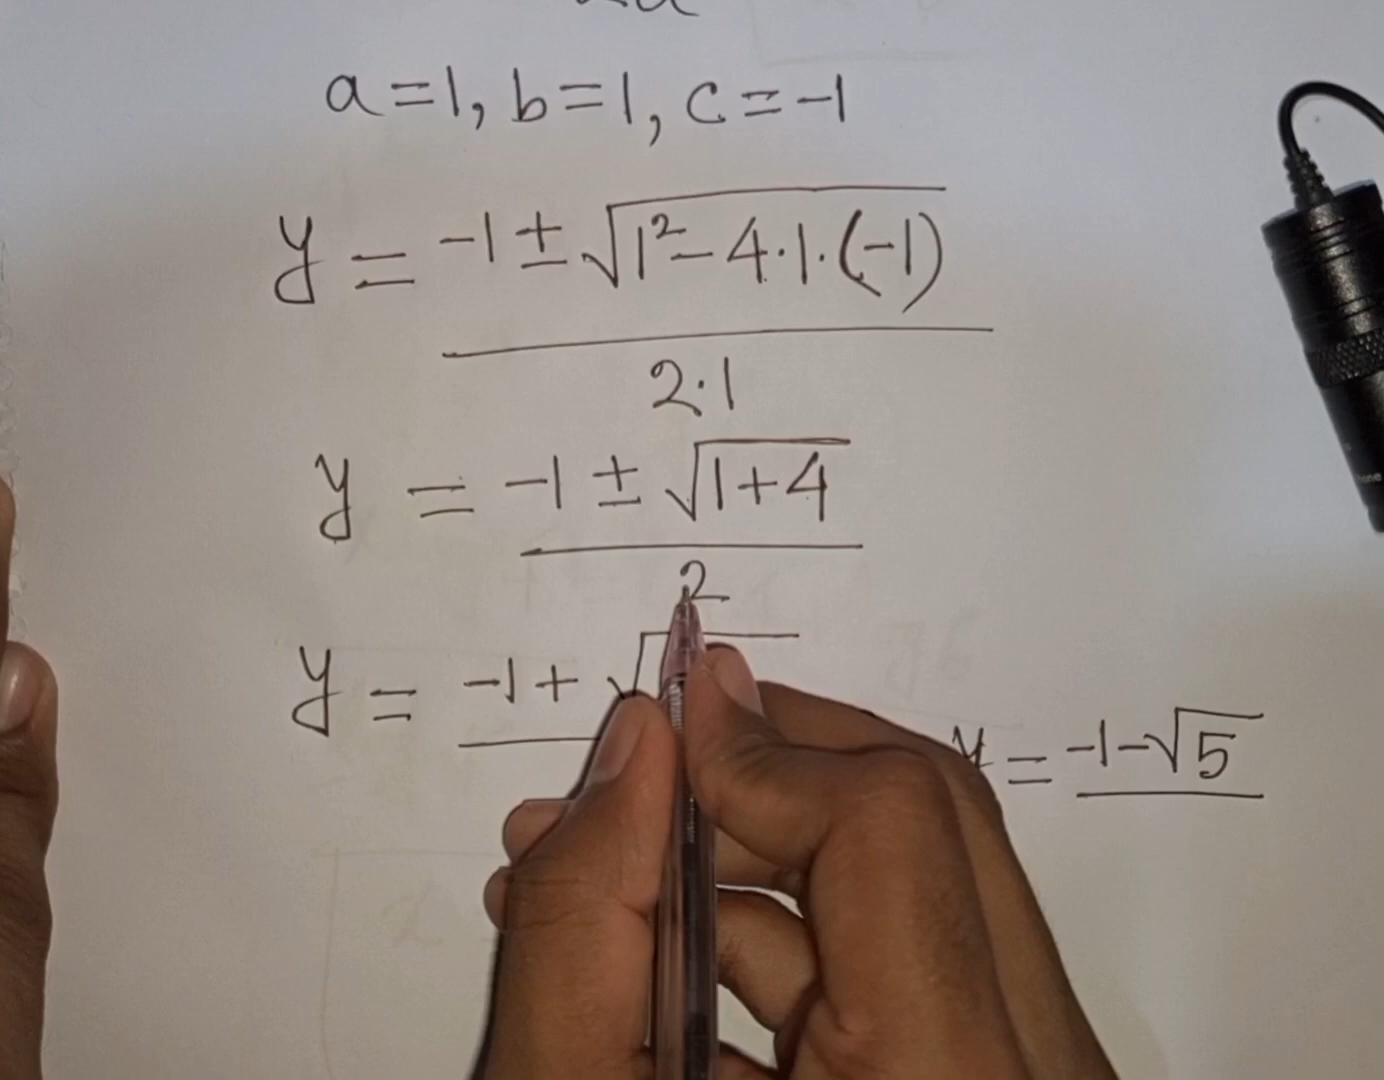 a=1, b=1, c=-1
y = -1 ± √1²-4·1·(-1)
2·1
y = -1 ± √1+4
2
y = -1 + √
y = -1-√5